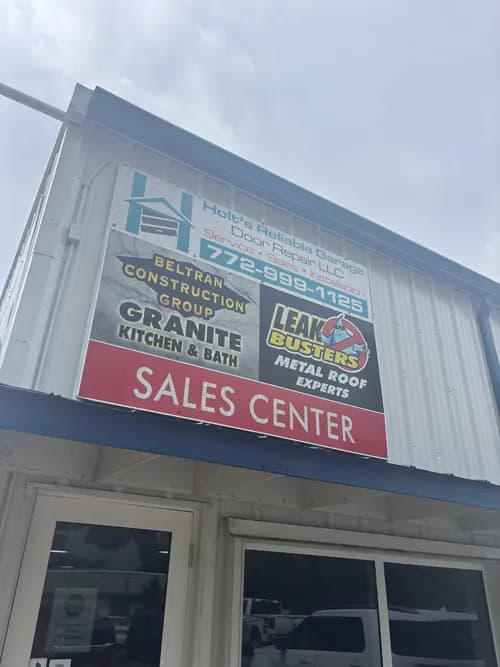 Holt's Reliable Garage
Door Repair LLC
Service • Sales • Installation
772-999-1125
BELTRAN
CONSTRUCTION
GROUP
GRANITE
KITCHEN & BATH
LEAK
BUSTERS
METAL ROOF
EXPERTS
SALES CENTER